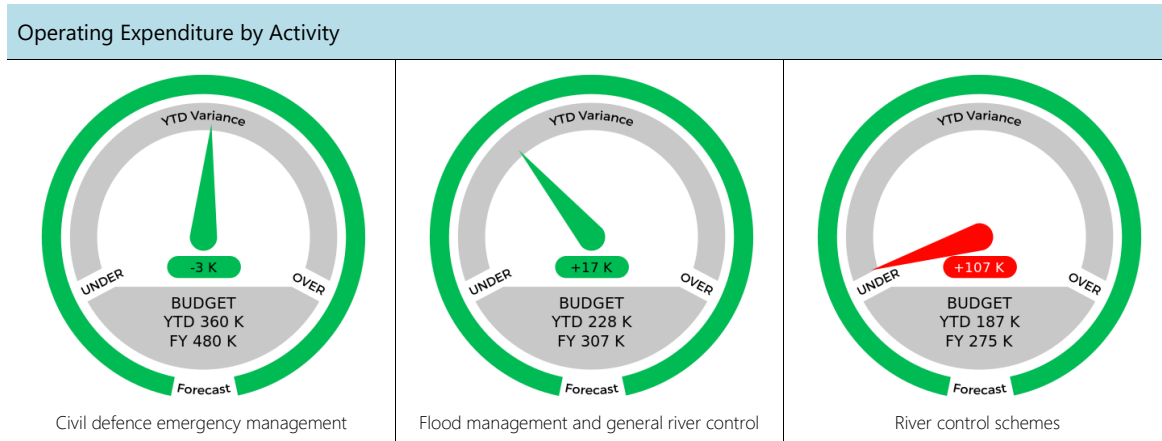 Operating Expenditure by Activity
YTD Variance
-3 K
UNDER
OVER
BUDGET
YTD 360 K
FY 480 K
Forecast
Civil defence emergency management
YTD Variance
+17 K
UNDER
OVER
BUDGET
YTD 228 K
FY 307 K
Forecast
Flood management and general river control
YTD Variance
+107 K
UNDER
OVER
BUDGET
YTD 187 K
FY 275 K
Forecast
River control schemes